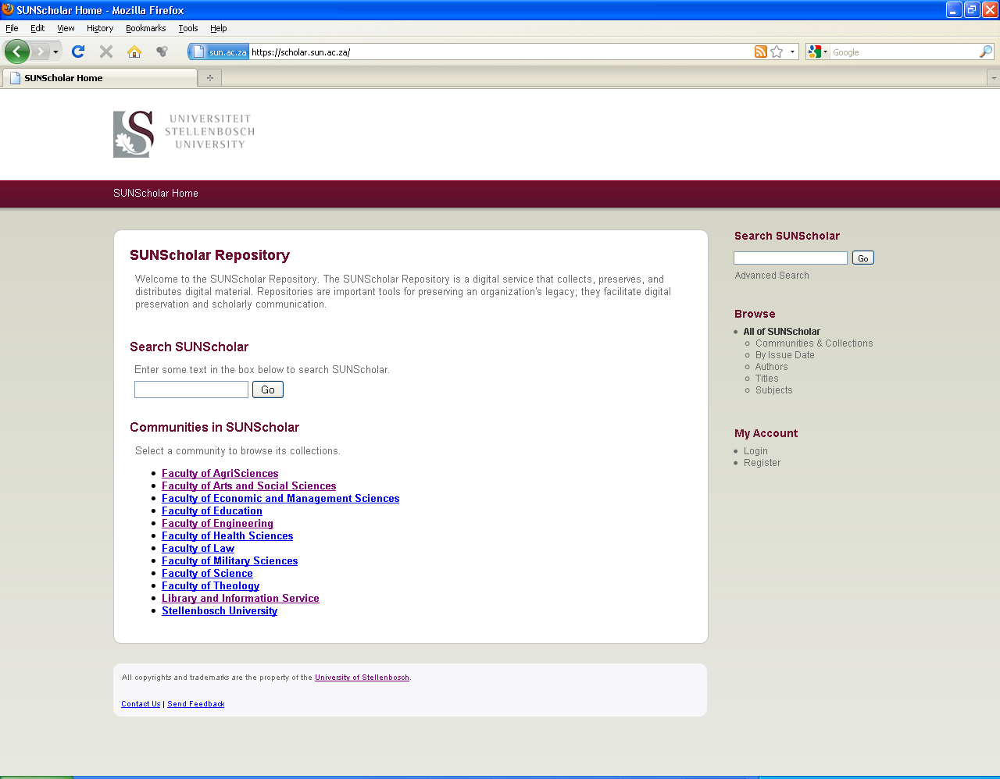 SUNScholar Home - Mozilla Firefox
File Edit View History Bookmarks Tools Help
sun.ac.za https://scholar.sun.ac.za/ Google
SUNScholar Home
UNIVERSITEIT
STELLENBOSCH
UNIVERSITY
SUNScholar Home
SUNScholar Repository
Welcome to the SUNScholar Repository. The SUNScholar Repository is a digital service that collects, preserves, and
distributes digital material. Repositories are important tools for preserving an organization's legacy; they facilitate digital
preservation and scholarly communication.
Search SUNScholar
Enter some text in the box below to search SUNScholar.
Go
Communities in SUNScholar
Select a community to browse its collections.
Faculty of AgriSciences
Faculty of Arts and Social Sciences
Faculty of Economic and Management Sciences
Faculty of Education
Faculty of Engineering
Faculty of Health Sciences
Faculty of Law
Faculty of Military Sciences
Faculty of Science
Faculty of Theology
Library and Information Service
Stellenbosch University
Search SUNScholar
Go
Advanced Search
Browse
All of SUNScholar
Communities & Collections
By Issue Date
Authors
Titles
Subjects
My Account
Login
Register
All copyrights and trademarks are the property of the University of Stellenbosch.
Contact Us | Send Feedback